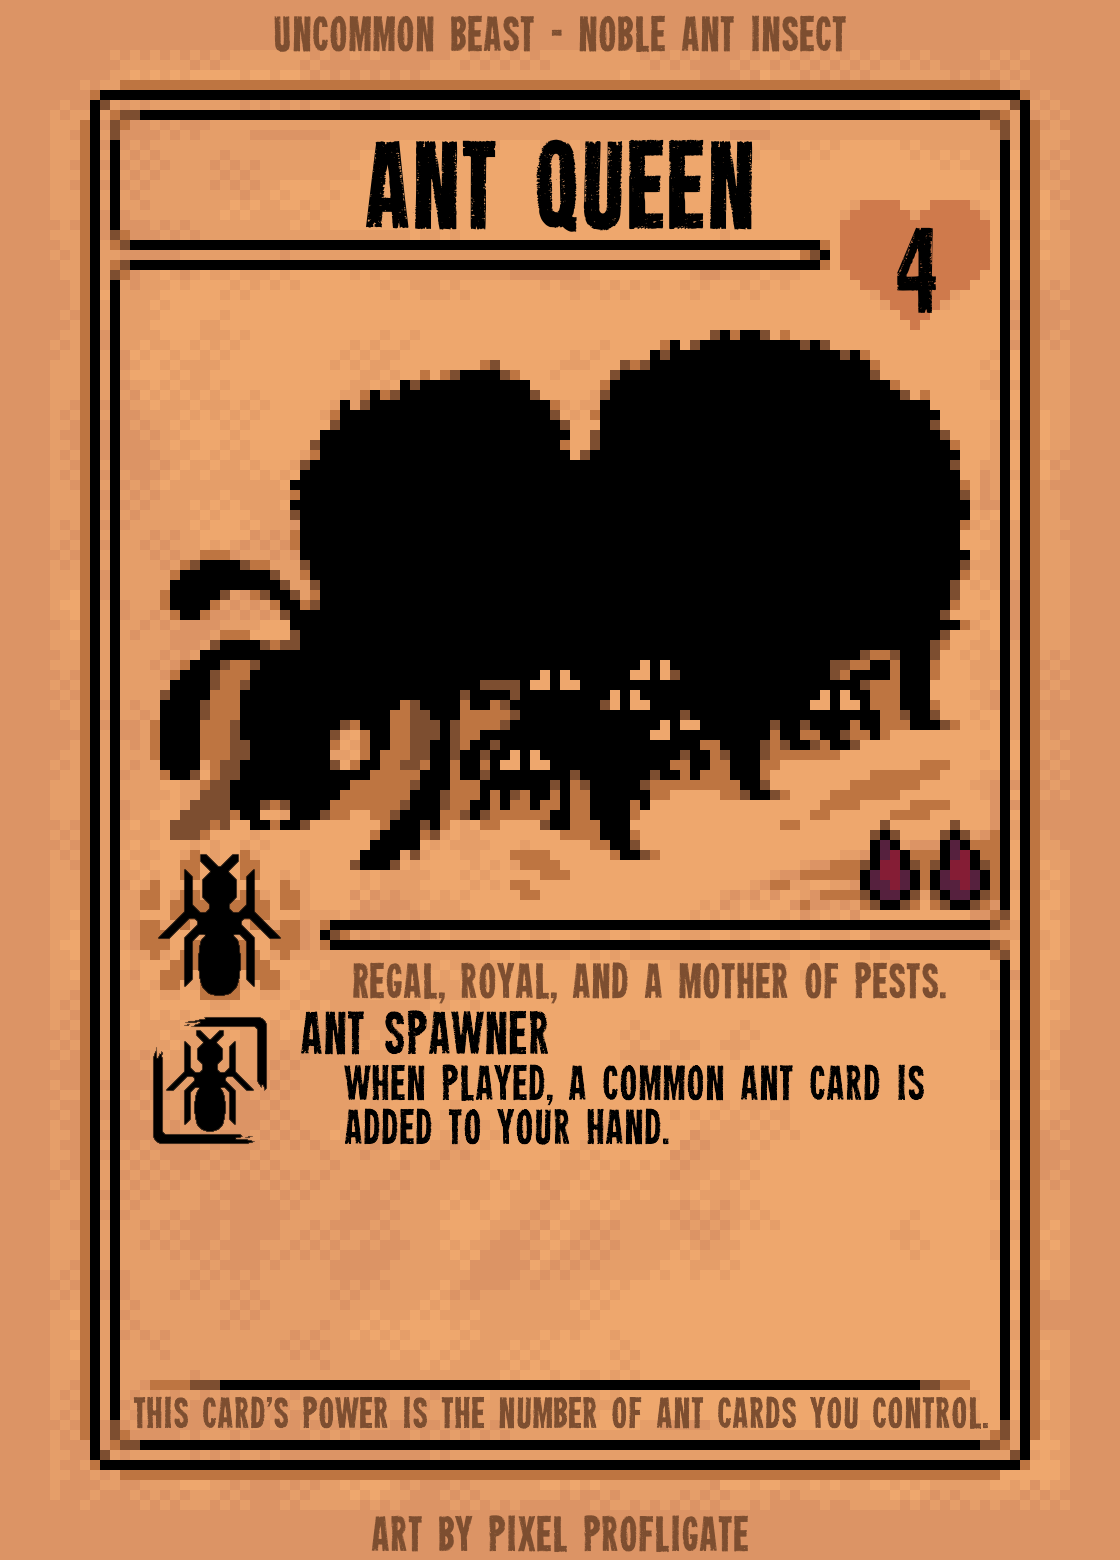 UNCOMMON BEAST - NOBLE ANT INSECT
ANT QUEEN
4
REGAL, ROYAL, AND A MOTHER OF PESTS.
ANT SPAWNER
WHEN PLAYED, A COMMON ANT CARD IS
ADDED TO YOUR HAND.
THIS CARD'S POWER IS THE NUMBER OF ANT CARDS YOU CONTROL.
ART BY PIXEL PROFLIGATE